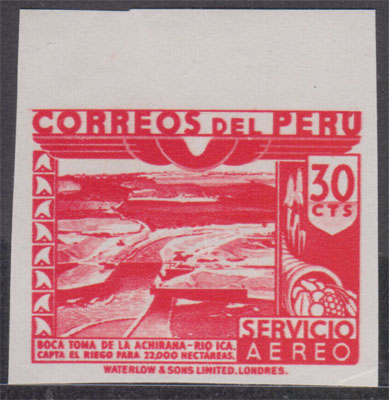 CORREOS DEL PERU
30
CTS
SERVICIO
AEREO
BOCA TOMA DE LA ACHIRANA-RIO ICA.
CAPTA EL RIEGO PARA 22,000 HECTAREAS.
WATERLOW & SONS LIMITED. LONDRES.